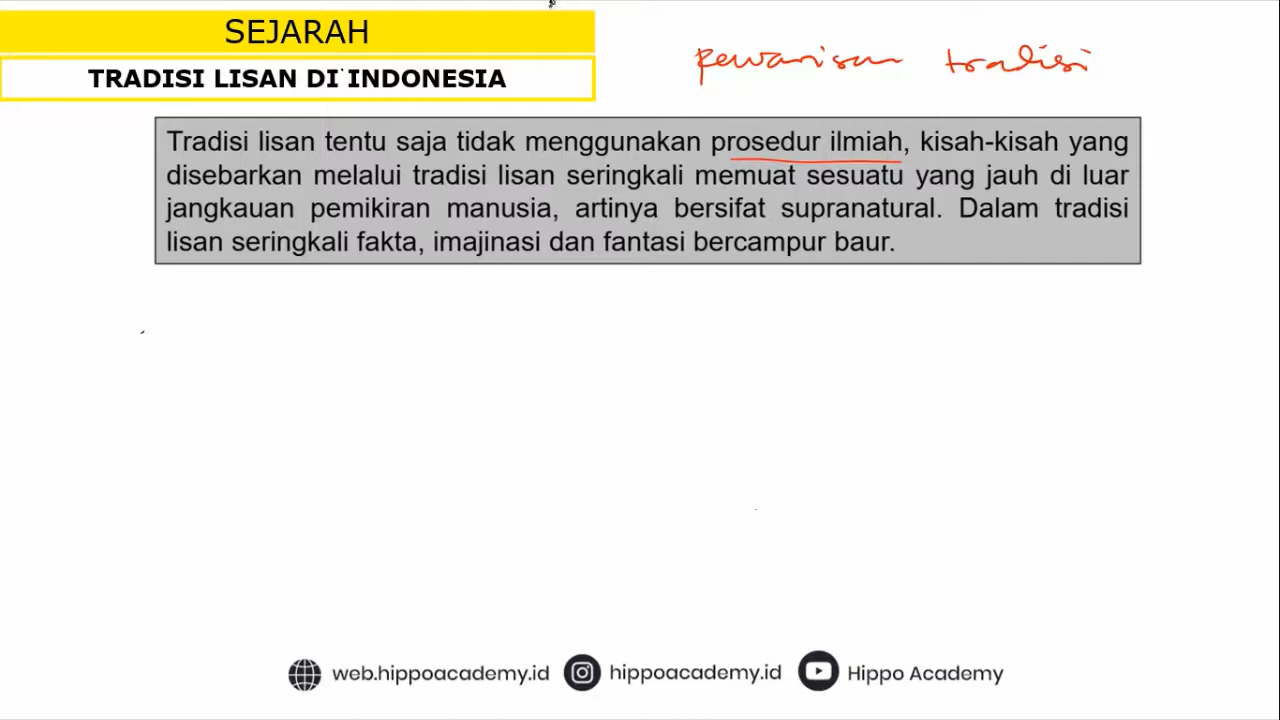 SEJARAH
TRADISI LISAN DI INDONESIA
pewarisan tradisi
Tradisi lisan tentu saja tidak menggunakan prosedur ilmiah, kisah-kisah yang
disebarkan melalui tradisi lisan seringkali memuat sesuatu yang jauh di luar
jangkauan pemikiran manusia, artinya bersifat supranatural. Dalam tradisi
lisan seringkali fakta, imajinasi dan fantasi bercampur baur.
web.hippoacademy.id hippoacademy.id Hippo Academy